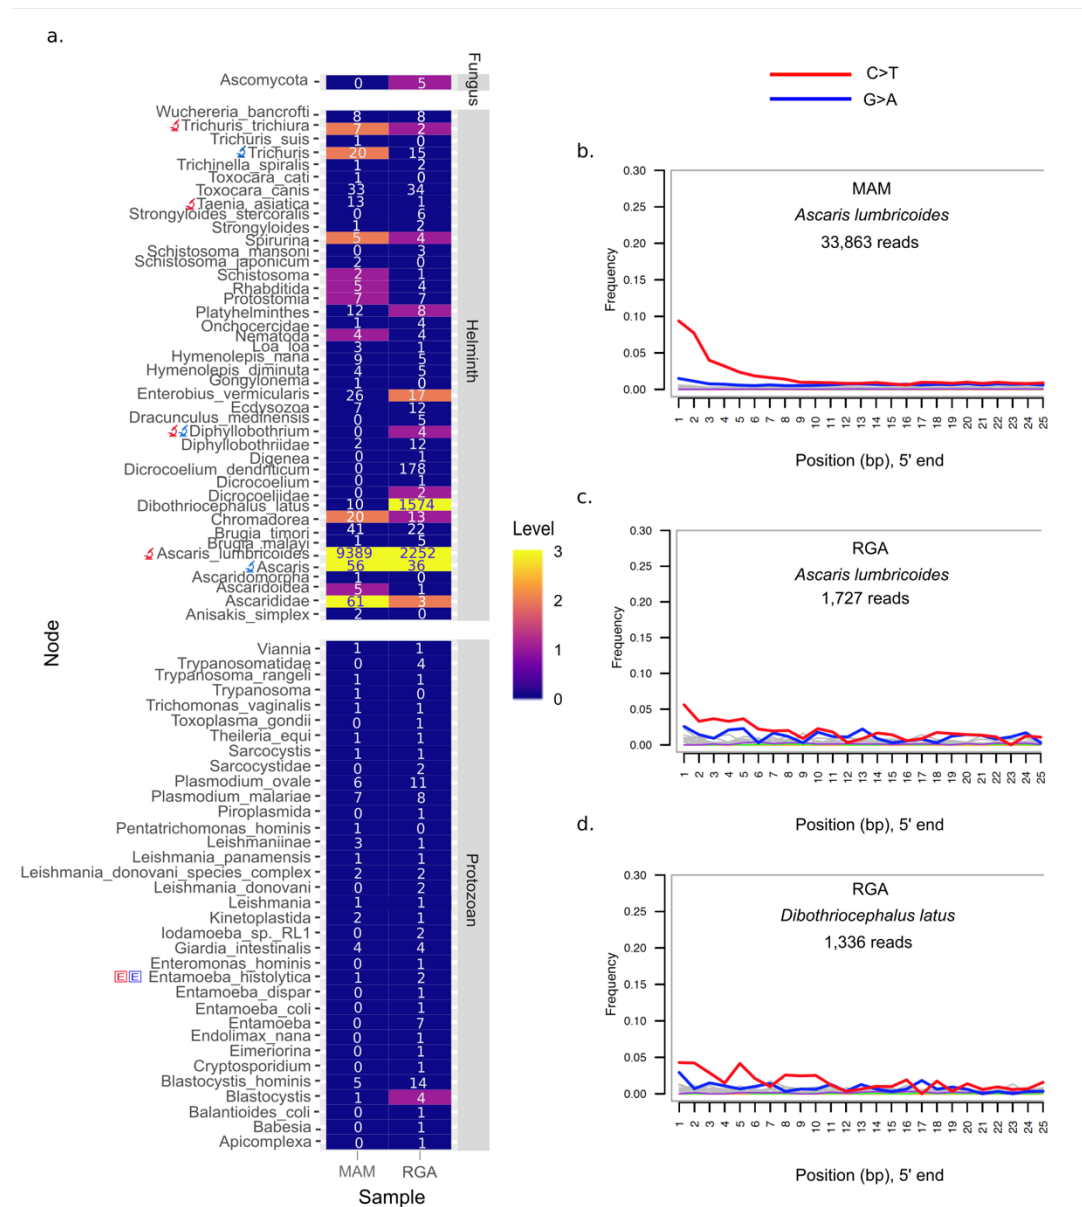 a.
Fungus
Ascomycota 0 5
Helminth
Wuchereria_bancrofti 8 8
Trichuris_trichiura 7 2
Trichuris_suis 1 0
Trichuris 20 15
Trichinella_spiralis 1 2
Toxocara_cati 1 0
Toxocara_canis 33 34
Taenia_asiatica 13 1
Strongyloides_stercoralis 0 6
Strongyloides 1 2
Spirurina 5 4
Schistosoma_mansoni 0 3
Schistosoma_japonicum 2 0
Schistosoma 2 1
Rhabditida 5 4
Protostomia 7 7
Platyhelminthes 12 8
Onchocercidae 1 4
Nematoda 4 4
Loa_loa 3 1
Hymenolepis_nana 9 5
Hymenolepis_diminuta 4 5
Gongylonema 1 0
Enterobius_vermicularis 26 17
Ecdysozoa 7 12
Dracunculus_medinensis 0 5
Diphyllobothrium 0 4
Diphyllobothriidae 2 12
Digenea 0 1
Dicrocoelium_dendriticum 0 178
Dicrocoelium 0 1
Dicrocoeliidae 0 2
Dibothriocephalus_latus 10 1574
Chromadorea 20 13
Brugia_timori 41 22
Brugia_malayi 1 5
Ascaris_lumbricoides 9389 2252
Ascaris 56 36
Ascaridomorpha 1 0
Ascaridoidea 5 1
Ascarididae 61 3
Anisakis_simplex 2 0
Node
Protozoan
Viannia 1 1
Trypanosomatidae 0 4
Trypanosoma_rangeli 1 1
Trypanosoma 1 0
Trichomonas_vaginalis 1 1
Toxoplasma_gondii 0 1
Theileria_equi 1 1
Sarcocystis 1 1
Sarcocystidae 0 2
Plasmodium_ovale 6 11
Plasmodium_malariae 7 8
Piroplasmida 0 1
Pentatrichomonas_hominis 1 0
Leishmaniinae 3 1
Leishmania_panamensis 1 1
Leishmania_donovani_species_complex 2 2
Leishmania_donovani 0 2
Leishmania 1 1
Kinetoplastida 2 1
Iodamoeba_sp._RL1 0 2
Giardia_intestinalis 4 4
Enteromonas_hominis 0 1
E E Entamoeba_histolytica 1 2
Entamoeba_dispar 0 1
Entamoeba_coli 0 1
Entamoeba 0 7
Endolimax_nana 0 1
Eimeriorina 0 1
Cryptosporidium 0 1
Blastocystis_hominis 5 14
Blastocystis 1 4
Balantioides_coli 0 1
Babesia 0 1
Apicomplexa 0 1
MAM RGA
Sample
Level
3
2
1
0
C>T
G>A
b.
MAM
Ascaris lumbricoides
33,863 reads
Frequency
0.30
0.25
0.20
0.15
0.10
0.05
0.00
1 2 3 4 5 6 7 8 9 10 11 12 13 14 15 16 17 18 19 20 21 22 23 24 25
Position (bp), 5' end
c.
RGA
Ascaris lumbricoides
1,727 reads
Frequency
0.30
0.25
0.20
0.15
0.10
0.05
0.00
1 2 3 4 5 6 7 8 9 10 11 12 13 14 15 16 17 18 19 20 21 22 23 24 25
Position (bp), 5' end
d.
RGA
Dibothriocephalus latus
1,336 reads
Frequency
0.30
0.25
0.20
0.15
0.10
0.05
0.00
1 2 3 4 5 6 7 8 9 10 11 12 13 14 15 16 17 18 19 20 21 22 23 24 25
Position (bp), 5' end